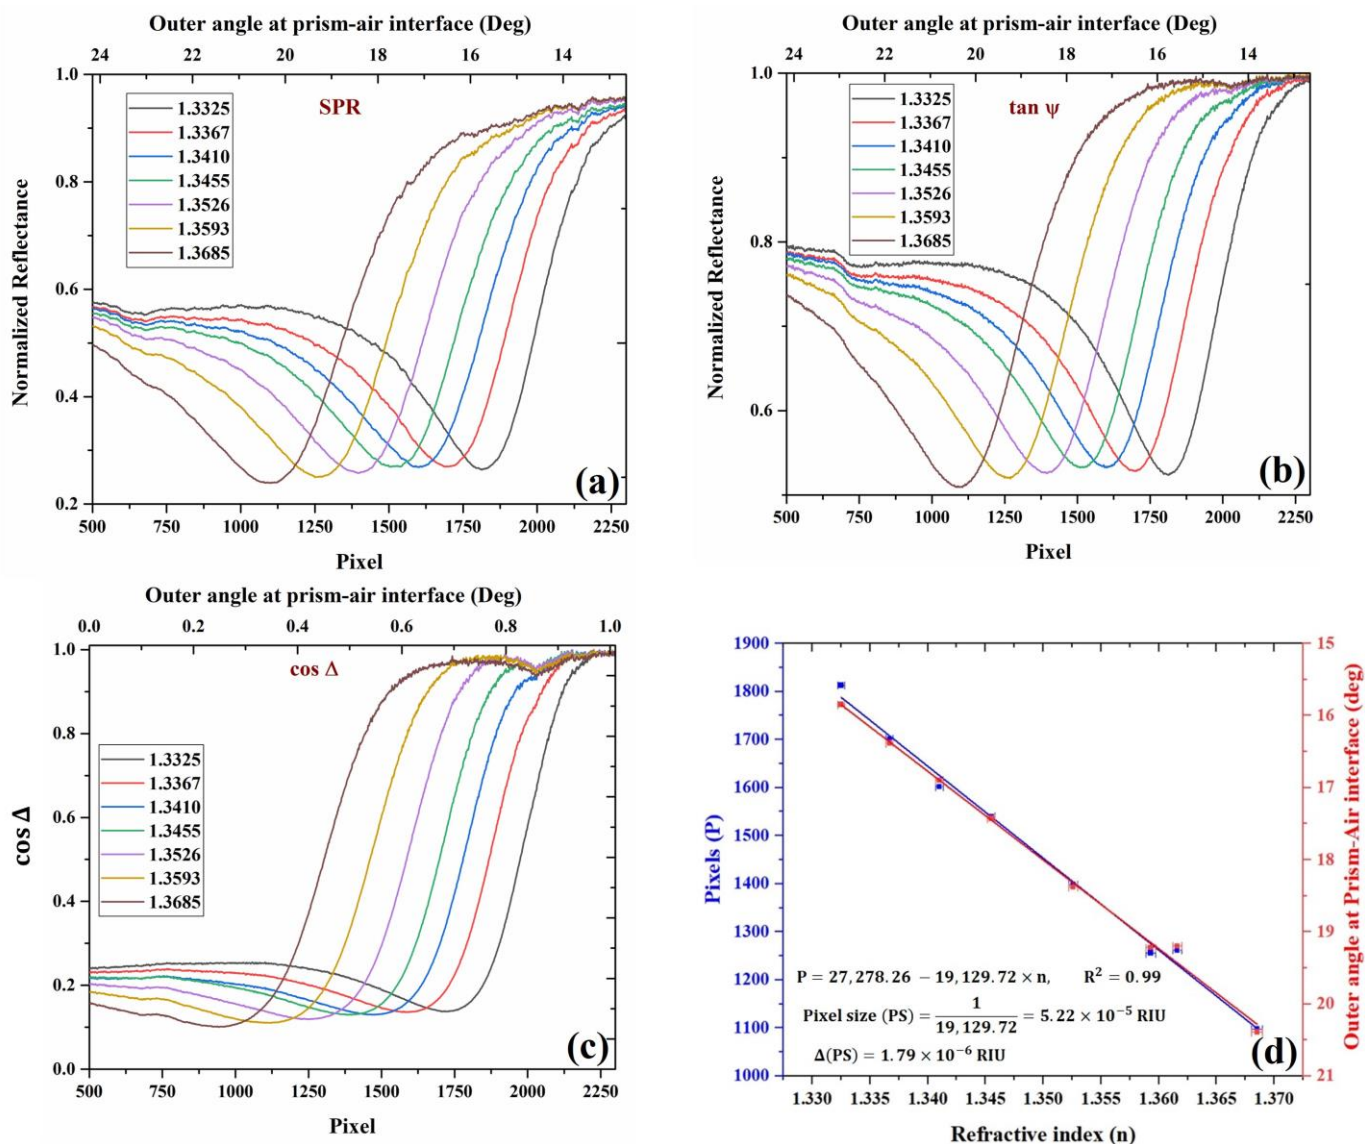 Outer angle at prism-air interface (Deg)
24 22 20 18 16 14
1.0
SPR
1.3325
1.3367
1.3410
1.3455
1.3526
1.3593
1.3685
0.8
0.6
0.4
0.2
Normalized Reflectance
(a)
500 750 1000 1250 1500 1750 2000 2250
Pixel
Outer angle at prism-air interface (Deg)
24 22 20 18 16 14
1.0
tan ψ
1.3325
1.3367
1.3410
1.3455
1.3526
1.3593
1.3685
0.8
0.6
Normalized Reflectance
(b)
500 750 1000 1250 1500 1750 2000 2250
Pixel
Outer angle at prism-air interface (Deg)
0.0 0.2 0.4 0.6 0.8 1.0
1.0
cos Δ
0.8
1.3325
1.3367
1.3410
1.3455
1.3526
1.3593
1.3685
0.6
0.4
0.2
0.0
cos Δ
(c)
500 750 1000 1250 1500 1750 2000 2250
Pixel
1900
1800
1700
1600
1500
1400
1300
1200
1100
1000
Pixels (P)
15
16
17
18
19
20
21
Outer angle at Prism-Air interface (deg)
P = 27,278.26 − 19,129.72 × n, R² = 0.99
Pixel size (PS) = 1 / 19,129.72 = 5.22 × 10⁻⁵ RIU
Δ(PS) = 1.79 × 10⁻⁶ RIU
(d)
1.330 1.335 1.340 1.345 1.350 1.355 1.360 1.365 1.370
Refractive index (n)